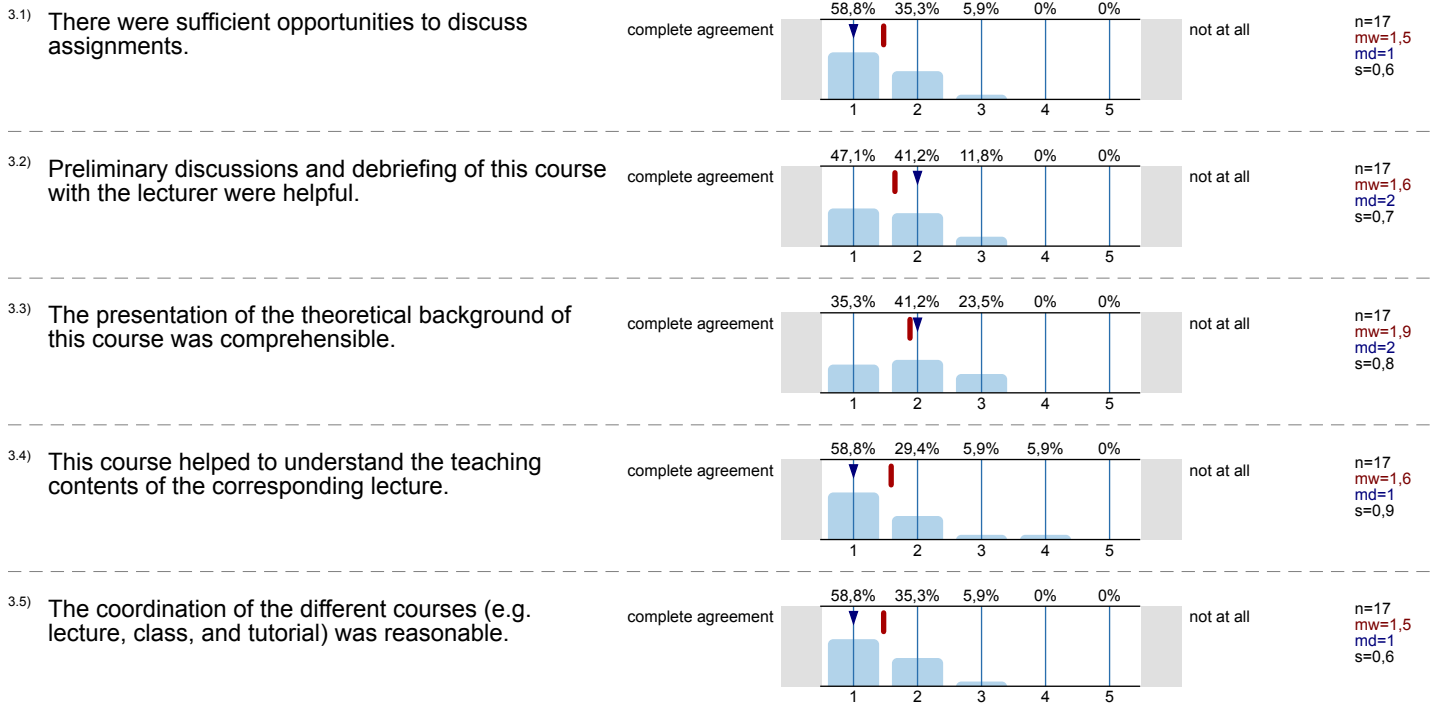 58,8% 35,3% 5,9% 0% 0%
3.1) There were sufficient opportunities to discuss
assignments.
complete agreement
not at all
n=17
mw=1,5
md=1
s=0,6
1 2 3 4 5
47,1% 41,2% 11,8% 0% 0%
3.2) Preliminary discussions and debriefing of this course
with the lecturer were helpful.
complete agreement
not at all
n=17
mw=1,6
md=2
s=0,7
1 2 3 4 5
35,3% 41,2% 23,5% 0% 0%
3.3) The presentation of the theoretical background of
this course was comprehensible.
complete agreement
not at all
n=17
mw=1,9
md=2
s=0,8
1 2 3 4 5
58,8% 29,4% 5,9% 5,9% 0%
3.4) This course helped to understand the teaching
contents of the corresponding lecture.
complete agreement
not at all
n=17
mw=1,6
md=1
s=0,9
1 2 3 4 5
58,8% 35,3% 5,9% 0% 0%
3.5) The coordination of the different courses (e.g.
lecture, class, and tutorial) was reasonable.
complete agreement
not at all
n=17
mw=1,5
md=1
s=0,6
1 2 3 4 5